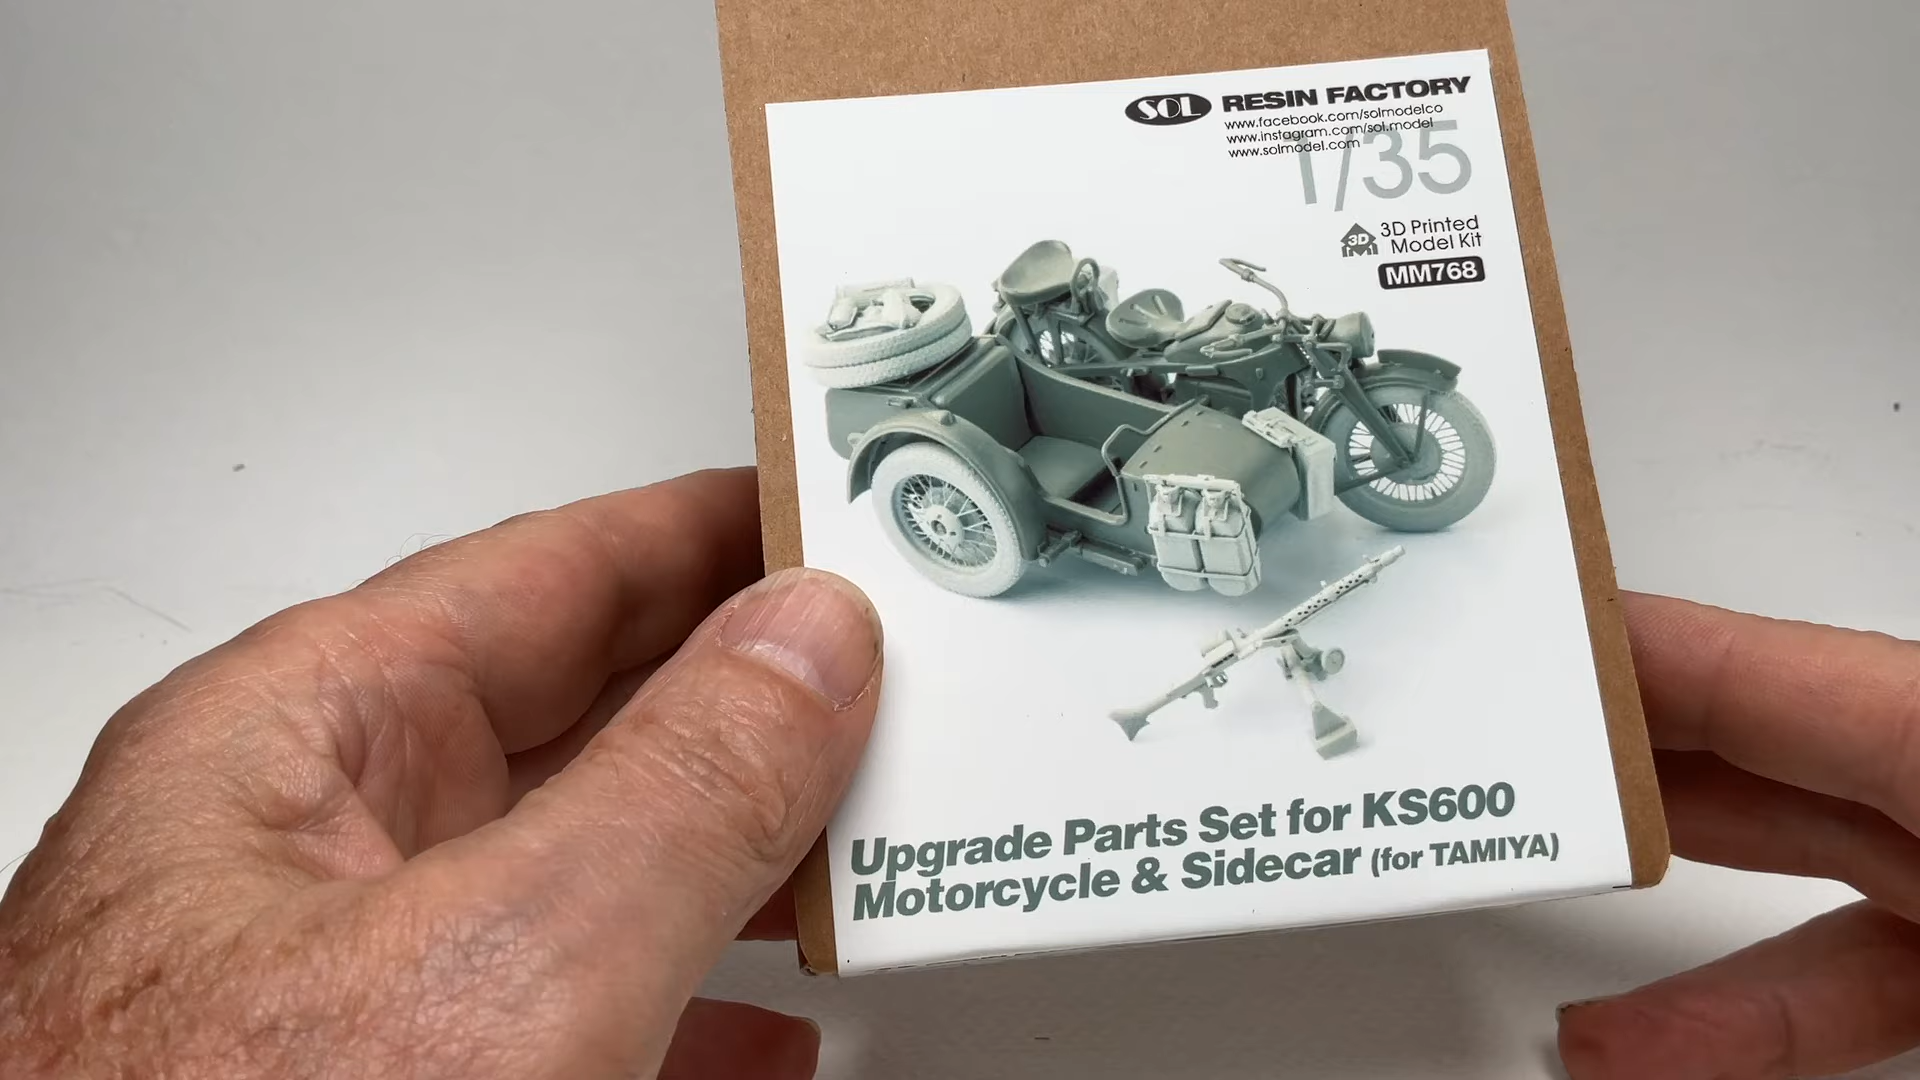 SOL RESIN FACTORY
www.facebook.com/solmodelco
www.instagram.com/sol.model
www.solmodel.com
1/35
3D
3D Printed
Model Kit
MM768
Upgrade Parts Set for KS600
Motorcycle & Sidecar (for TAMIYA)